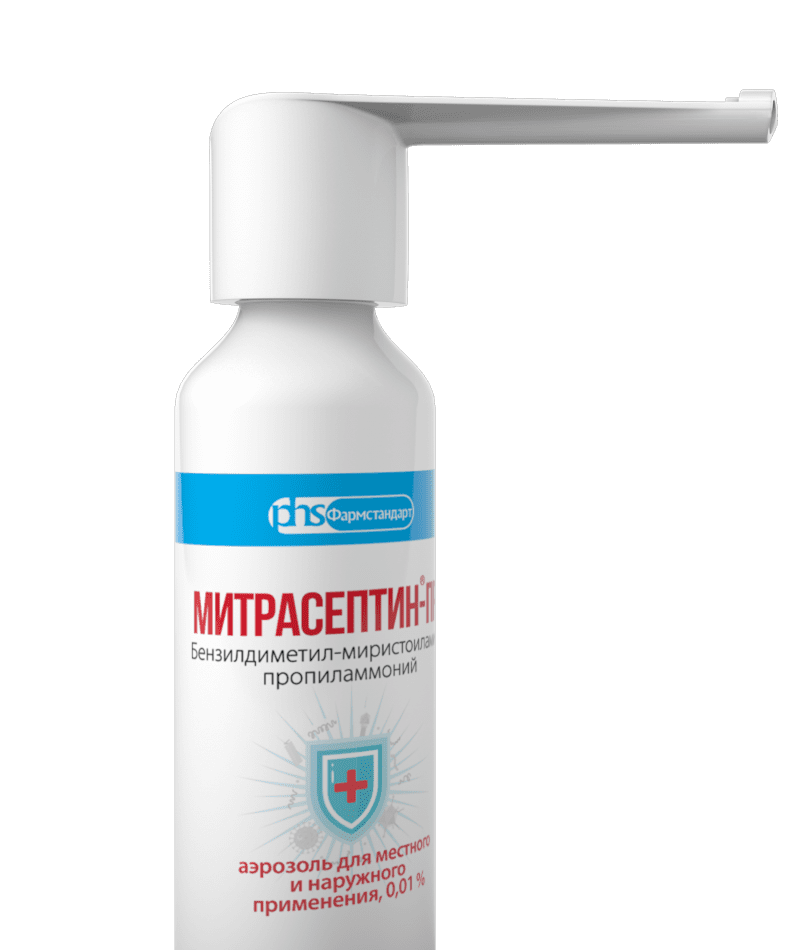 phs Фармстандарт
МИТРАСЕПТИН®-П
Бензилдиметил-миристоилам
пропиламмоний
аэрозоль для местного
и наружного
применения, 0,01 %